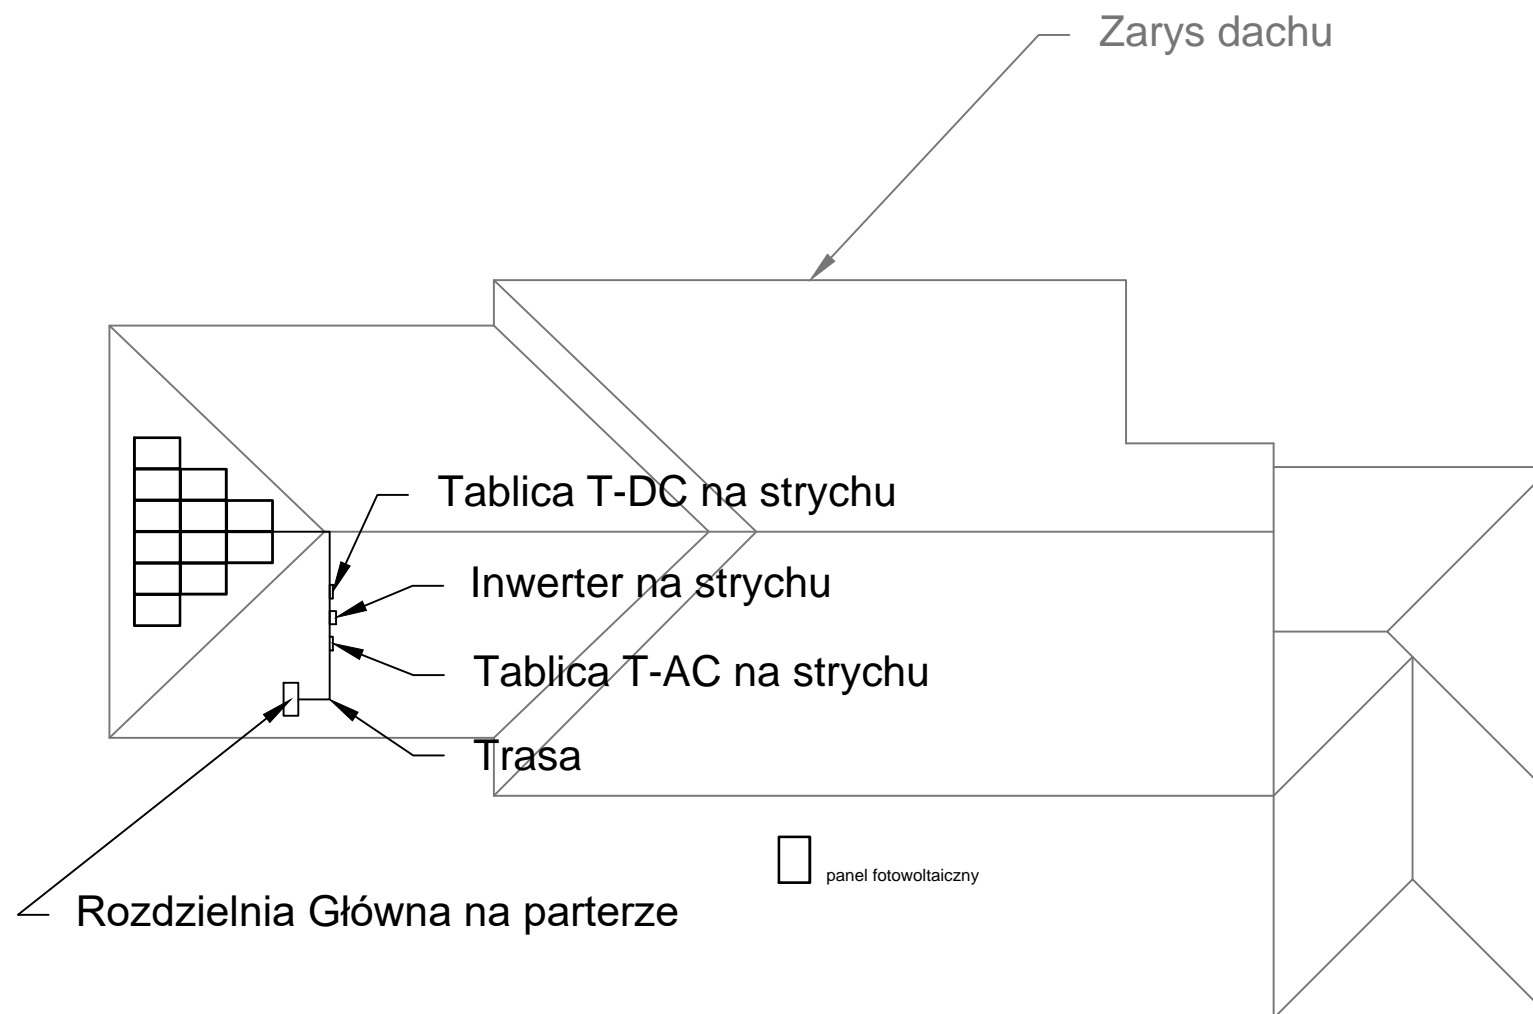 Zarys dachu
Tablica T-DC na strychu
Inwerter na strychu
Tablica T-AC na strychu
Trasa
panel fotowoltaiczny
Rozdzielnia Główna na parterze